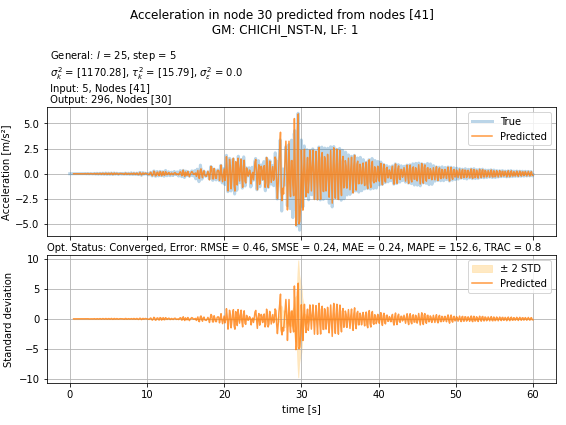 Acceleration in node 30 predicted from nodes [41]
GM: CHICHI_NST-N, LF: 1
General: l = 25, step = 5
σ²ₖ = [1170.28], τ²ₖ = [15.79], σ²ε = 0.0
Input: 5, Nodes [41]
Output: 296, Nodes [30]
Acceleration [m/s²]
5.0
2.5
0.0
−2.5
−5.0
True
Predicted
Opt. Status: Converged, Error: RMSE = 0.46, SMSE = 0.24, MAE = 0.24, MAPE = 152.6, TRAC = 0.8
Standard deviation
10
5
0
−5
−10
± 2 STD
Predicted
0 10 20 30 40 50 60
time [s]